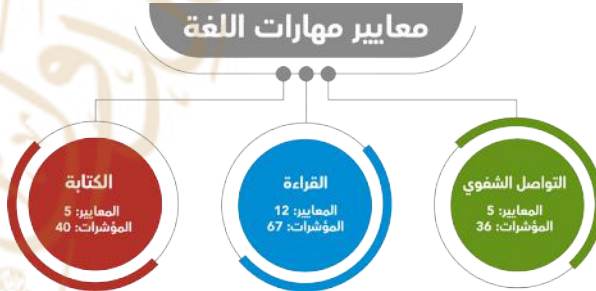 معايير مهارات اللغة
التواصل الشفوي
المعايير: 5
المؤشرات: 36
القراءة
المعايير: 12
المؤشرات: 67
الكتابة
المعايير: 5
المؤشرات: 40